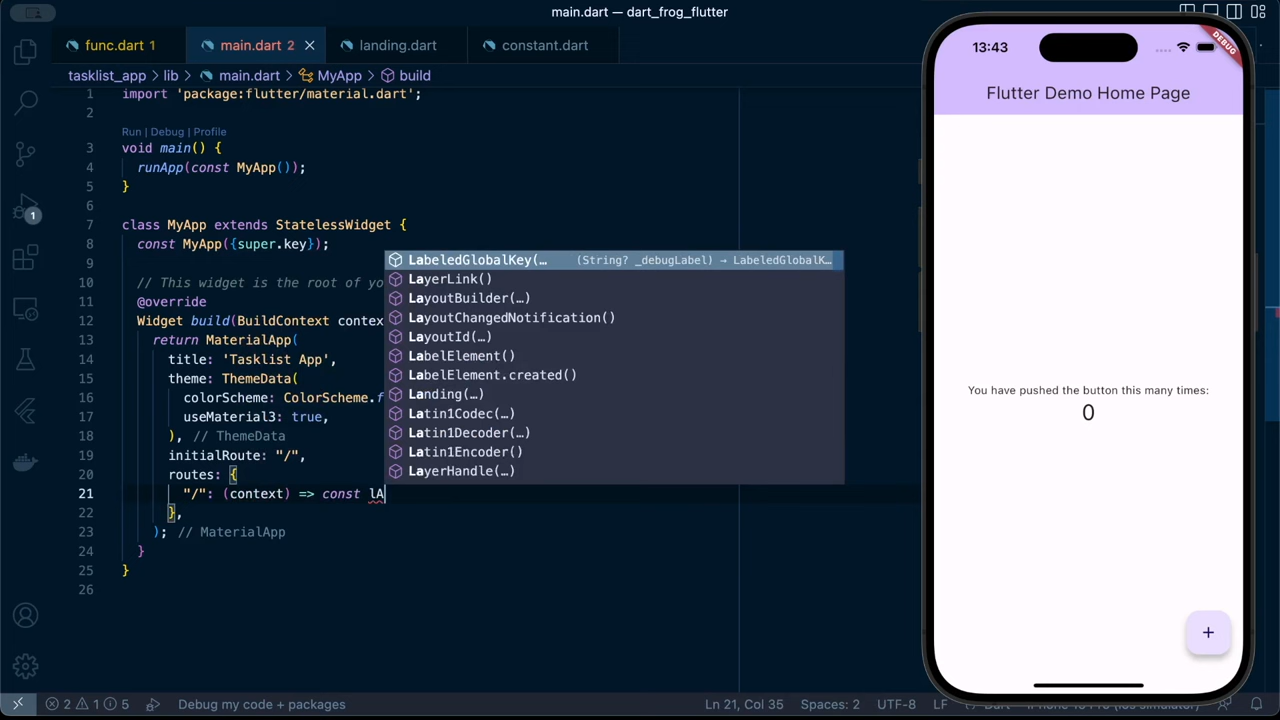 main.dart — dart_frog_flutter
func.dart 1
main.dart 2
landing.dart
constant.dart
tasklist_app > lib > main.dart > MyApp > build
1 import 'package:flutter/material.dart';
2
Run | Debug | Profile
3 void main() {
4 runApp(const MyApp());
5 }
6
7 class MyApp extends StatelessWidget {
8 const MyApp({super.key});
9
10 // This widget is the root of yo
11 @override
12 Widget build(BuildContext contex
13 return MaterialApp(
14 title: 'Tasklist App',
15 theme: ThemeData(
16 colorScheme: ColorScheme.f
17 useMaterial3: true,
18 ), // ThemeData
19 initialRoute: "/",
20 routes: {
21 "/": (context) => const lA
22 },
23 ); // MaterialApp
24 }
25 }
26
LabeledGlobalKey(… (String? _debugLabel) → LabeledGlobalK…
LayerLink()
LayoutBuilder(…)
LayoutChangedNotification()
LayoutId(…)
LabelElement()
LabelElement.created()
Landing(…)
Latin1Codec(…)
Latin1Decoder(…)
Latin1Encoder()
LayerHandle(…)
1
2 1 5 Debug my code + packages
Ln 21, Col 35
Spaces: 2
UTF-8
LF
Dart
13:43
DEBUG
Flutter Demo Home Page
You have pushed the button this many times:
0
+